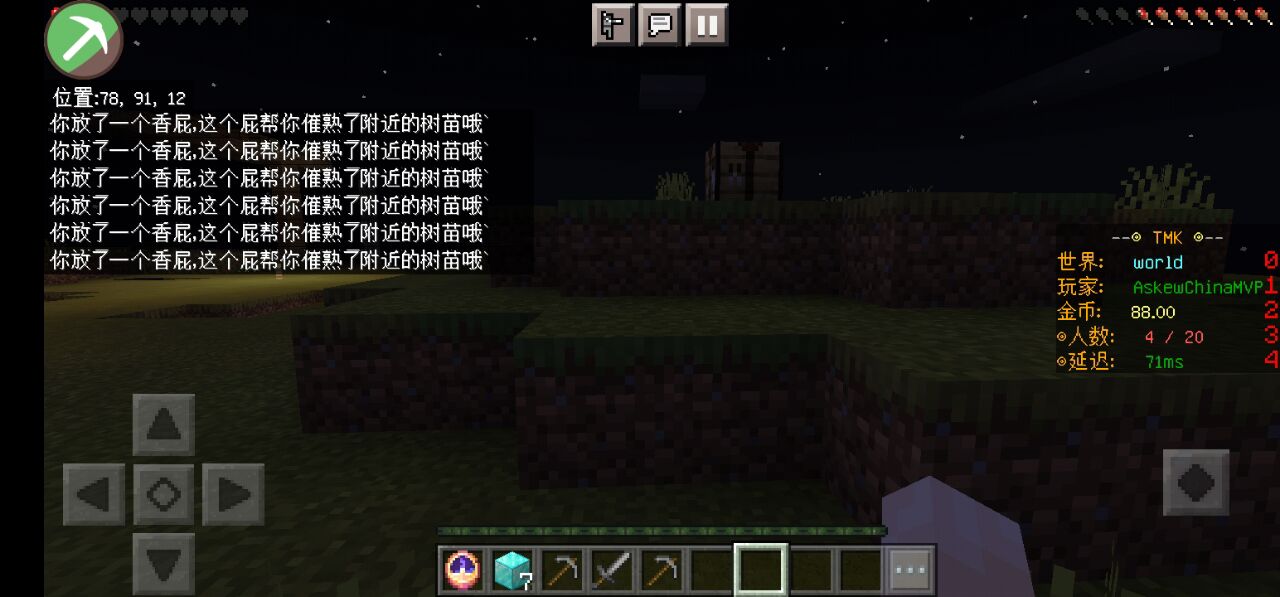 位置:78, 91, 12
你放了一个香屁,这个屁帮你催熟了附近的树苗哦`
你放了一个香屁,这个屁帮你催熟了附近的树苗哦`
你放了一个香屁,这个屁帮你催熟了附近的树苗哦`
你放了一个香屁,这个屁帮你催熟了附近的树苗哦`
你放了一个香屁,这个屁帮你催熟了附近的树苗哦`
你放了一个香屁,这个屁帮你催熟了附近的树苗哦`
--⊙ TMK ⊙--
世界: world 0
玩家: AskewChinaMVP 1
金币: 88.00 2
⊙人数: 4 / 20 3
⊙延迟: 71ms 4
7